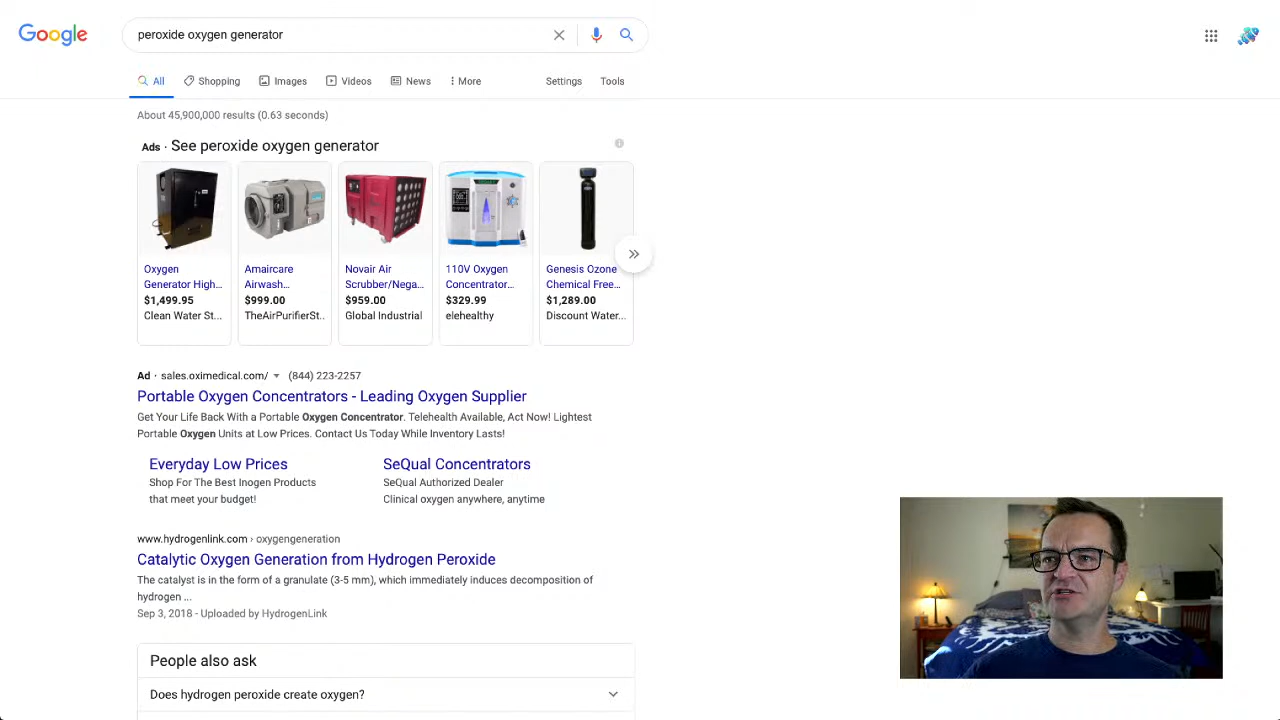 Google
peroxide oxygen generator
All
Shopping
Images
Videos
News
More
Settings
Tools
About 45,900,000 results (0.63 seconds)
Ads · See peroxide oxygen generator
Oxygen
Generator High...
$1,499.95
Clean Water St...
Amaircare
Airwash...
$999.00
TheAirPurifierSt..
Novair Air
Scrubber/Nega...
$959.00
Global Industrial
110V Oxygen
Concentrator...
$329.99
elehealthy
Genesis Ozone
Chemical Free...
$1,289.00
Discount Water...
Ad · sales.oximedical.com/ (844) 223-2257
Portable Oxygen Concentrators - Leading Oxygen Supplier
Get Your Life Back With a Portable Oxygen Concentrator. Telehealth Available, Act Now! Lightest
Portable Oxygen Units at Low Prices. Contact Us Today While Inventory Lasts!
Everyday Low Prices
Shop For The Best Inogen Products
that meet your budget!
SeQual Concentrators
SeQual Authorized Dealer
Clinical oxygen anywhere, anytime
www.hydrogenlink.com › oxygengeneration
Catalytic Oxygen Generation from Hydrogen Peroxide
The catalyst is in the form of a granulate (3-5 mm), which immediately induces decomposition of
hydrogen ...
Sep 3, 2018 - Uploaded by HydrogenLink
People also ask
Does hydrogen peroxide create oxygen?